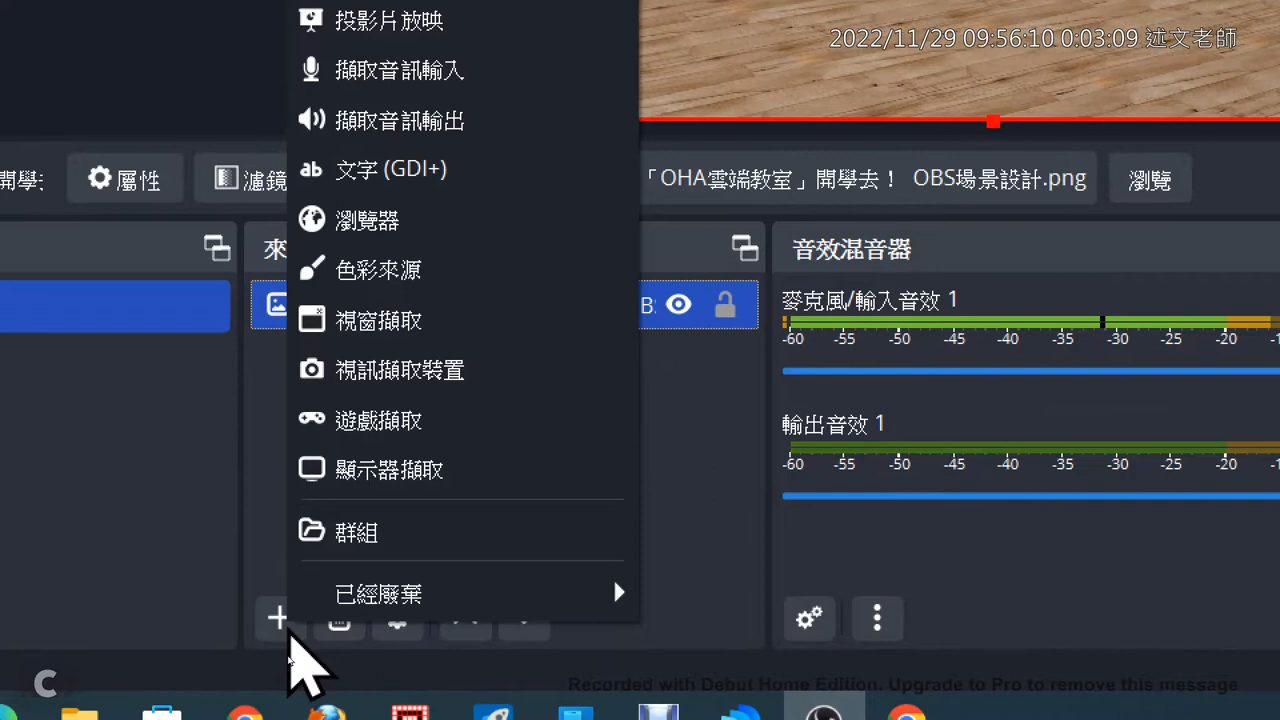 投影片放映
2022/11/29 09:56:10 0:03:09 述文老師
擷取音訊輸入
擷取音訊輸出
文字 (GDI+)
開學
屬性
濾鏡
「OHA雲端教室」開學去！ OBS場景設計.png
瀏覽
瀏覽器
來
音效混音器
色彩來源
麥克風/輸入音效 1
視窗擷取
-60 -55 -50 -45 -40 -35 -30 -25 -20
視訊擷取裝置
遊戲擷取
輸出音效 1
顯示器擷取
-60 -55 -50 -45 -40 -35 -30 -25 -20
群組
已經廢棄
C
Recorded with Debut Home Edition. Upgrade to Pro to remove this message